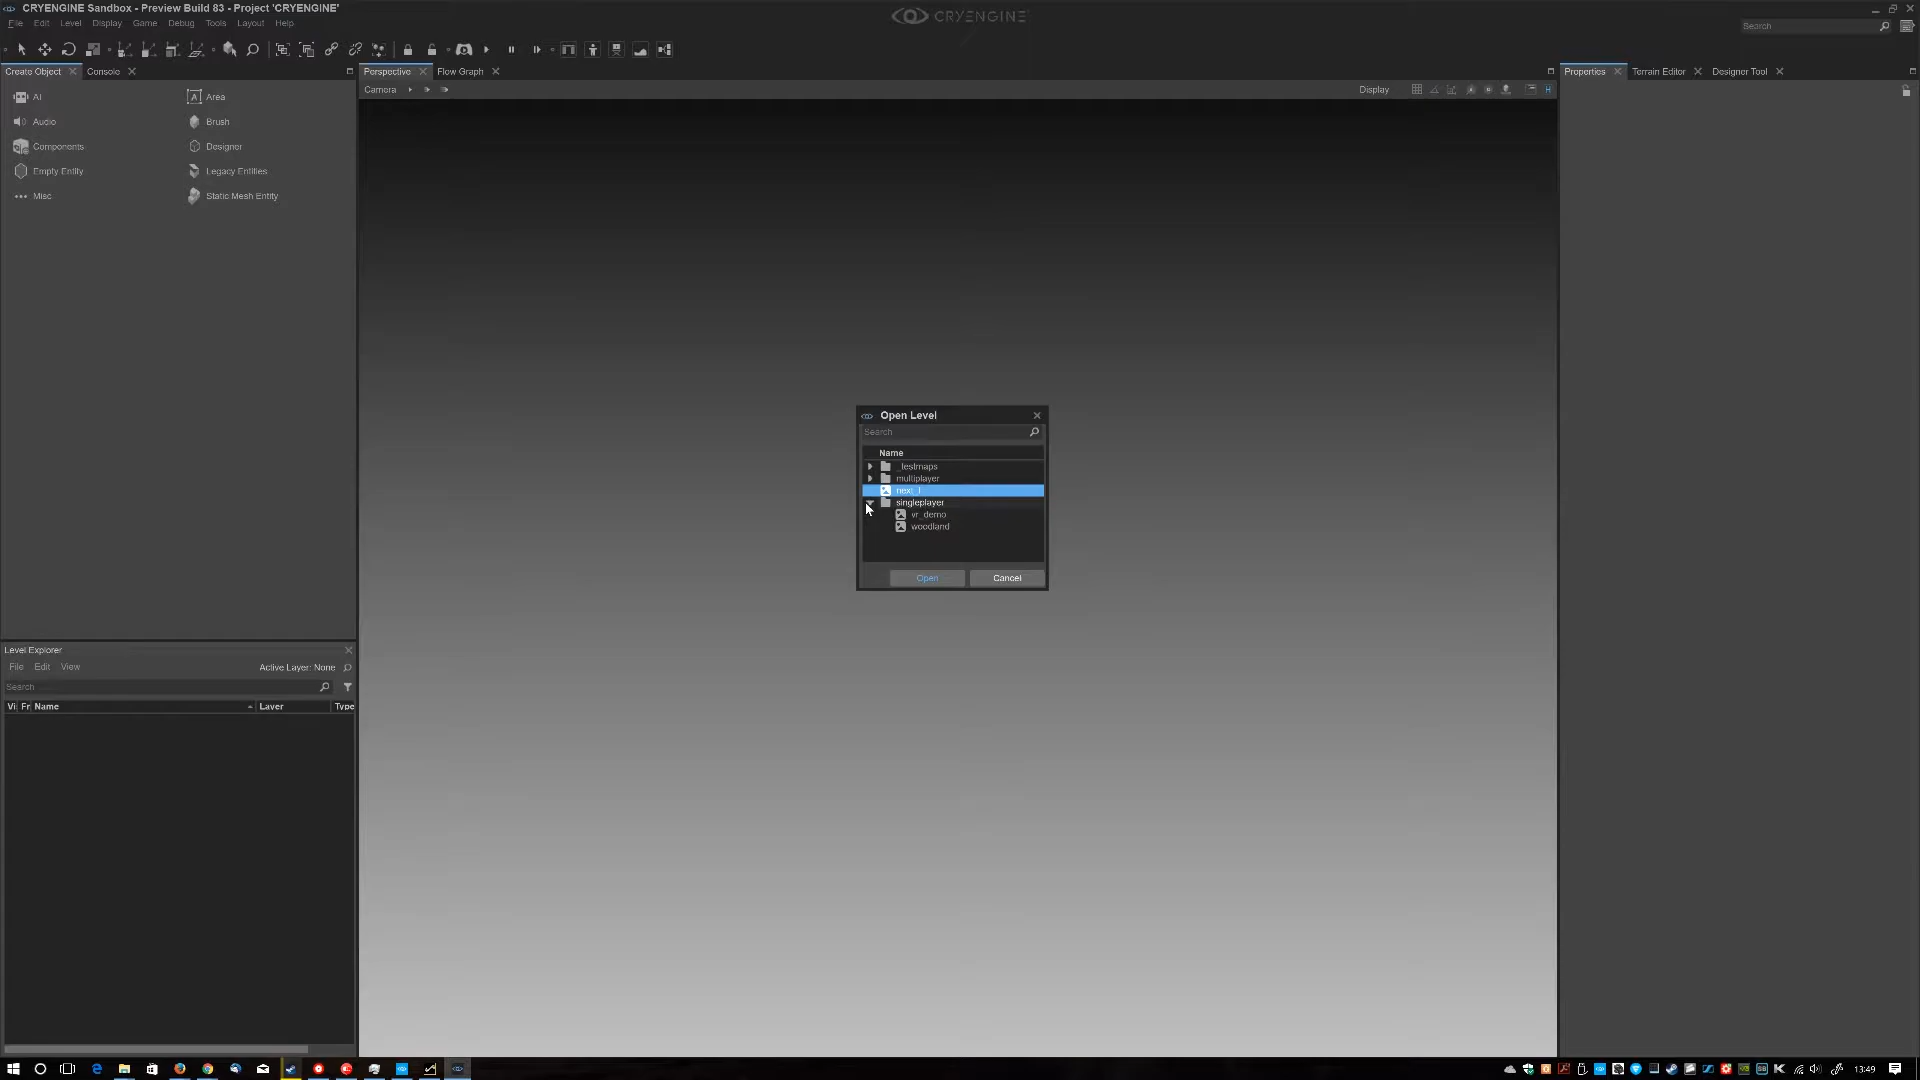 CRYENGINE Sandbox - Preview Build 83 - Project 'CRYENGINE'
CRYENGINE
File Edit Level Display Game Debug Tools Layout Help
Search
Create Object Console
Perspective Flow Graph
Properties Terrain Editor Designer Tool
Camera
Display
AI
Area
Audio
Brush
Components
Designer
Empty Entity
Legacy Entities
Misc
Static Mesh Entity
Open Level
Search
Name
_testmaps
multiplayer
singleplayer
vr_demo
woodland
Open Cancel
Level Explorer
File Edit View
Active Layer: None
Search
Vi Fr Name Layer Type
13:49